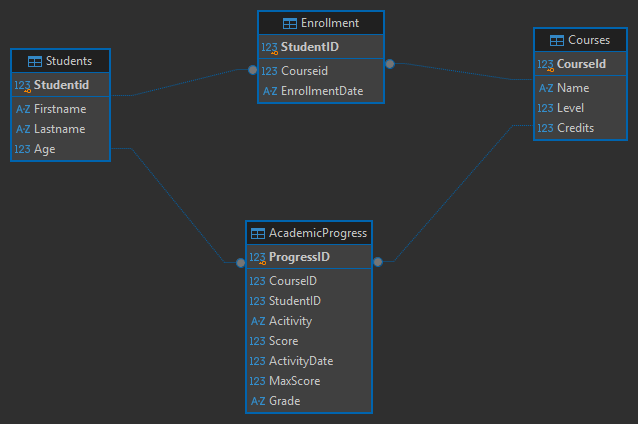 Students
123 Studentid
A-Z Firstname
A-Z Lastname
123 Age
Enrollment
123 StudentID
123 Courseid
A-Z EnrollmentDate
Courses
123 CourseId
A-Z Name
123 Level
123 Credits
AcademicProgress
123 ProgressID
123 CourseID
123 StudentID
A-Z Acitivity
123 Score
123 ActivityDate
123 MaxScore
A-Z Grade